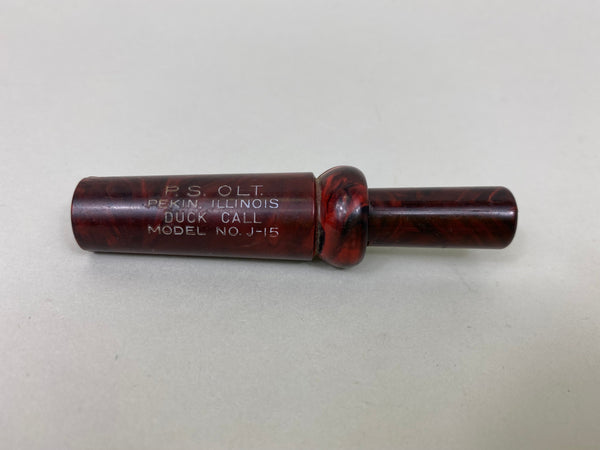 P.S. OLT.
PEKIN, ILLINOIS
DUCK CALL
MODEL NO. J-15